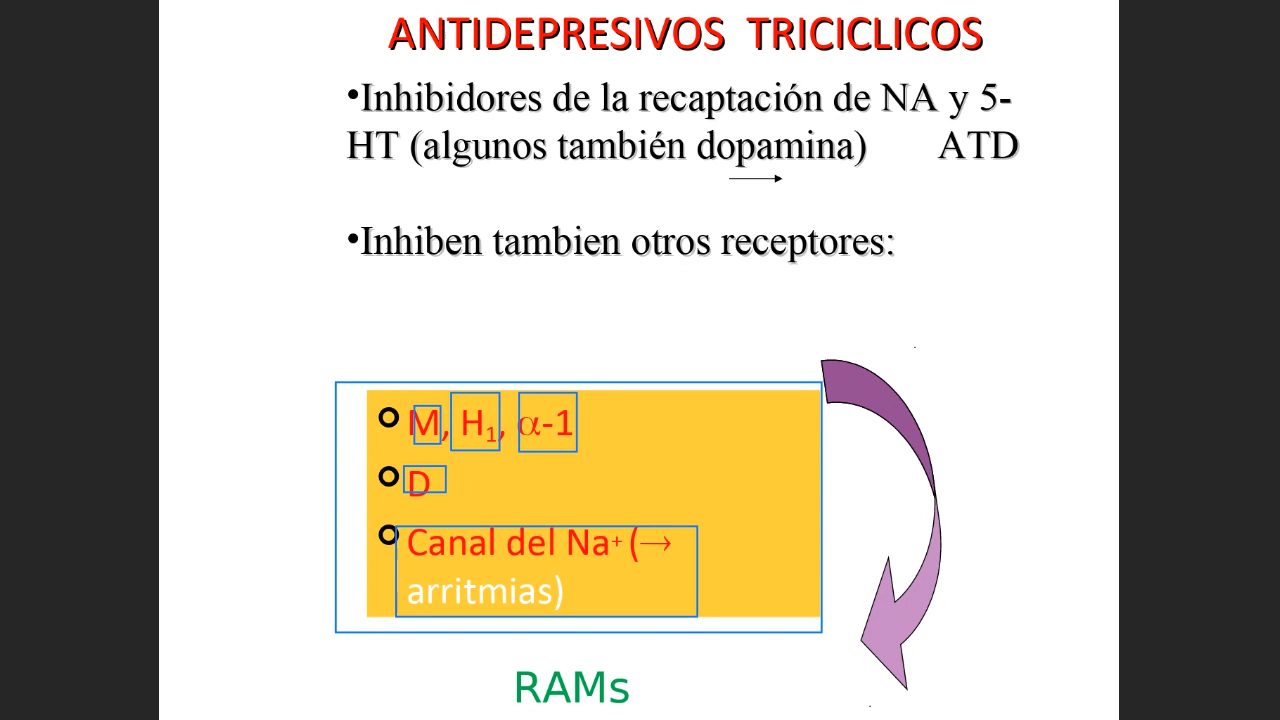 ANTIDEPRESIVOS TRICICLICOS
•Inhibidores de la recaptación de NA y 5-
HT (algunos también dopamina) ATD
•Inhiben tambien otros receptores:
M, H₁, α-1
D
Canal del Na⁺ (→
arritmias)
RAMs